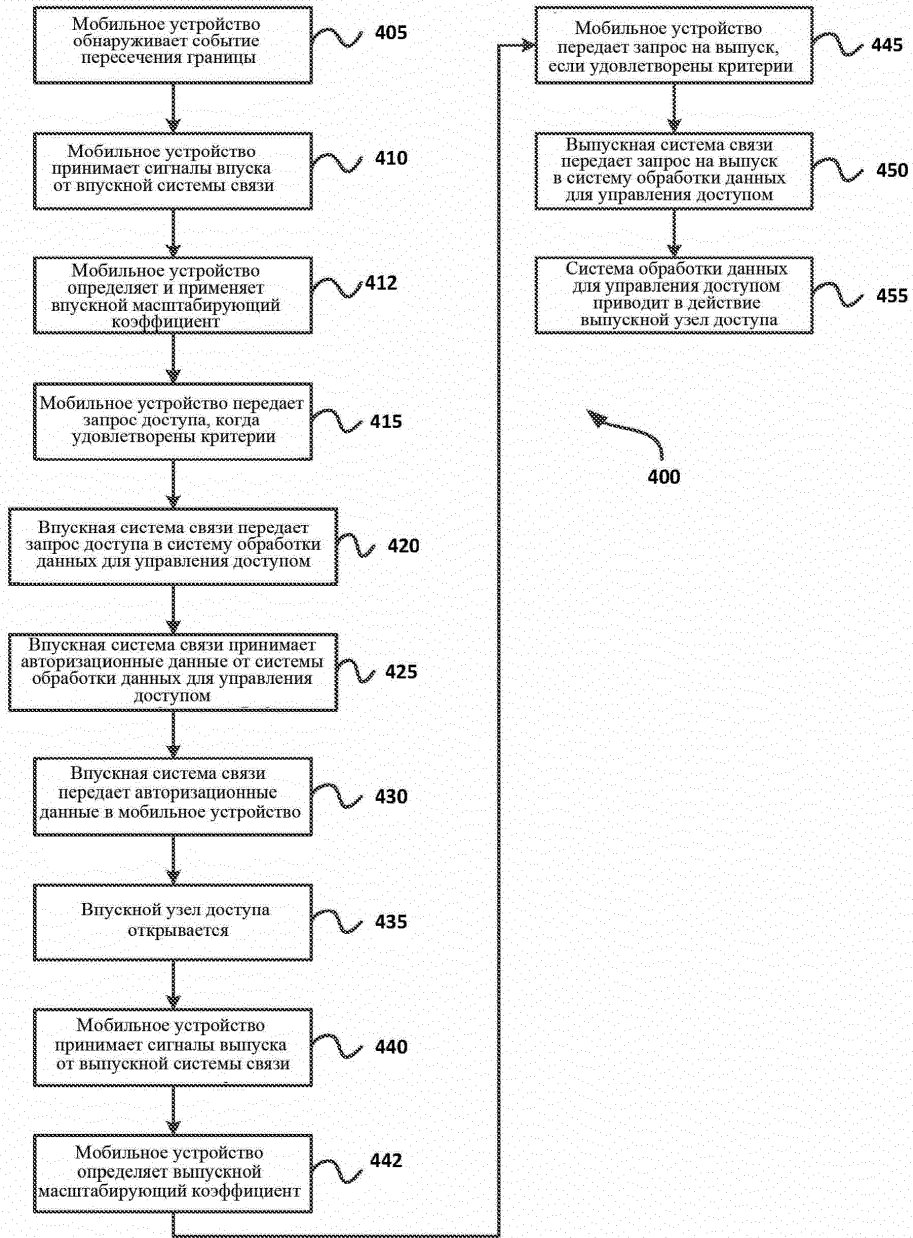 Мобильное устройство
обнаруживает событие
пересечения границы
405
Мобильное устройство
принимает сигналы впуска
от впускной системы связи
410
Мобильное устройство
определяет и применяет
впускной масштабирующий
коэффициент
412
Мобильное устройство передает
запрос доступа, когда
удовлетворены критерии
415
Впускная система связи передает
запрос доступа в систему обработки
данных для управления доступом
420
Впускная система связи принимает
авторизационные данные от системы
обработки данных для управления
доступом
425
Впускная система связи
передает авторизационные
данные в мобильное устройство
430
Впускной узел доступа
открывается
435
Мобильное устройство
принимает сигналы выпуска
от выпускной системы связи
440
Мобильное устройство
определяет выпускной
масштабирующий коэффициент
442
Мобильное устройство
передает запрос на выпуск,
если удовлетворены критерии
445
Выпускная система связи
передает запрос на выпуск
в систему обработки данных
для управления доступом
450
Система обработки данных
для управления доступом
приводит в действие
выпускной узел доступа
455
400